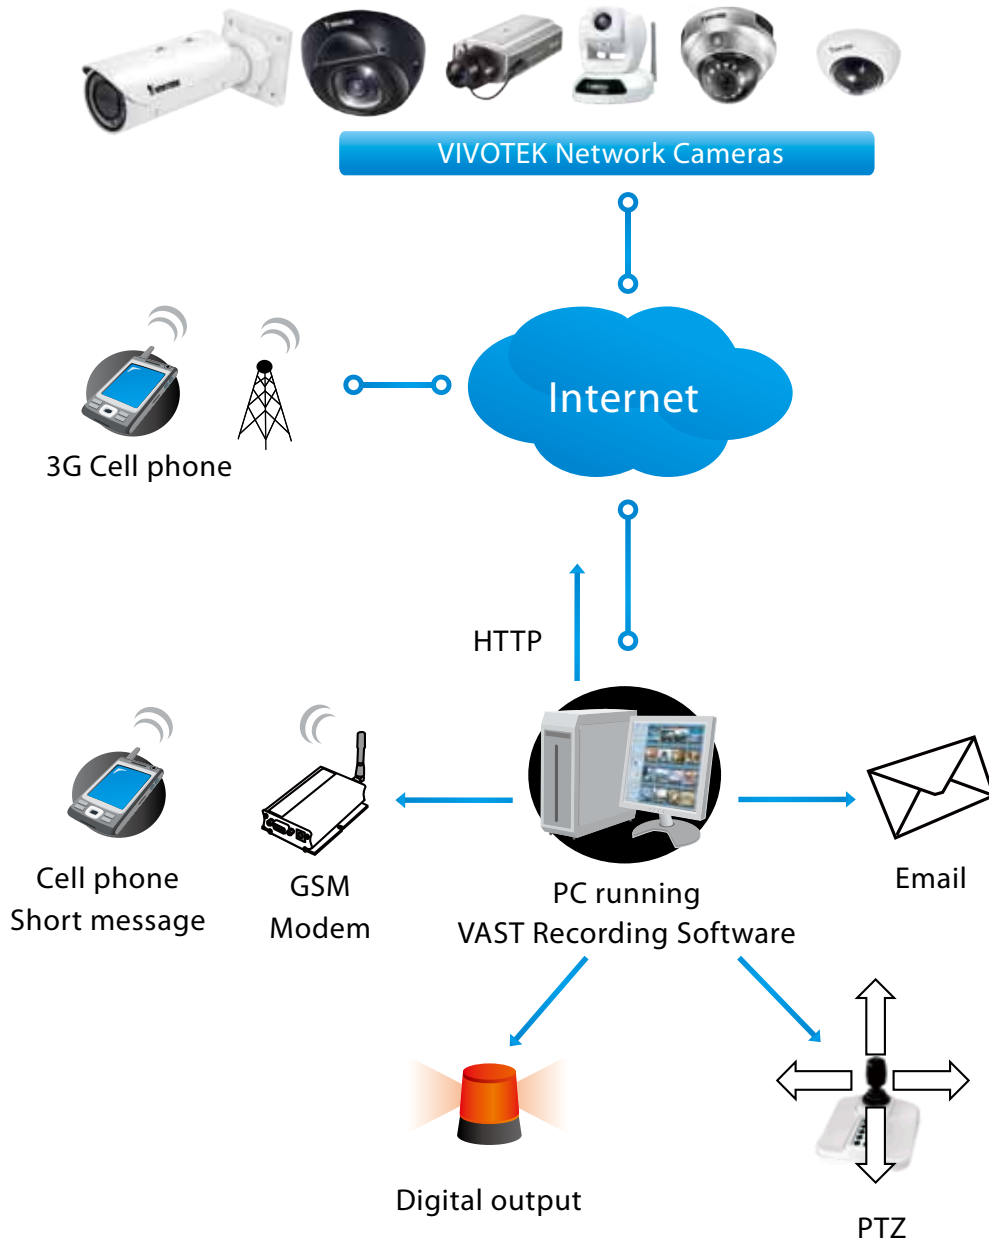 VIVOTEK
VIVOTEK Network Cameras
Internet
3G Cell phone
HTTP
Cell phone
Short message
GSM
Modem
PC running
VAST Recording Software
Email
Digital output
PTZ